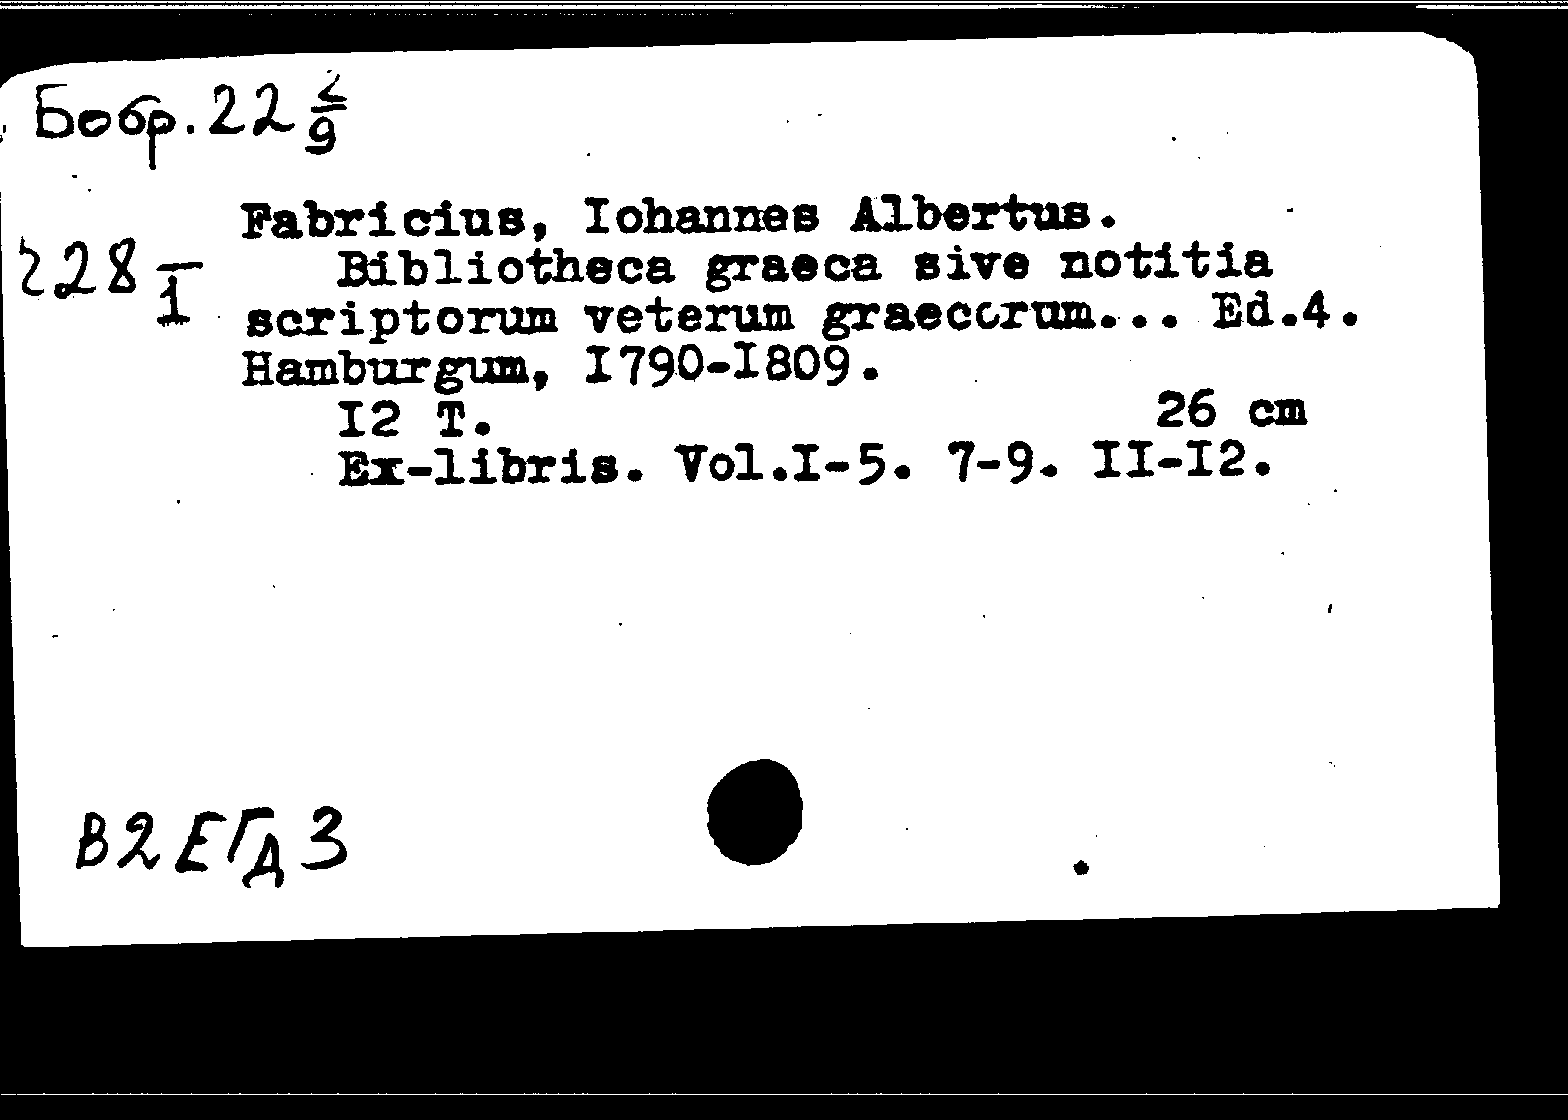 Бобр. 22 2/9
Fabricius, Iohannes Albertus.
228 I/1
Bibliotheca graeca sive notitia
scriptorum veterum graecorum... Ed.4.
Hamburgum, I790-I809.
I2 T. 26 cm
Ex-libris. Vol.I-5. 7-9. II-I2.
В2ЕГд3